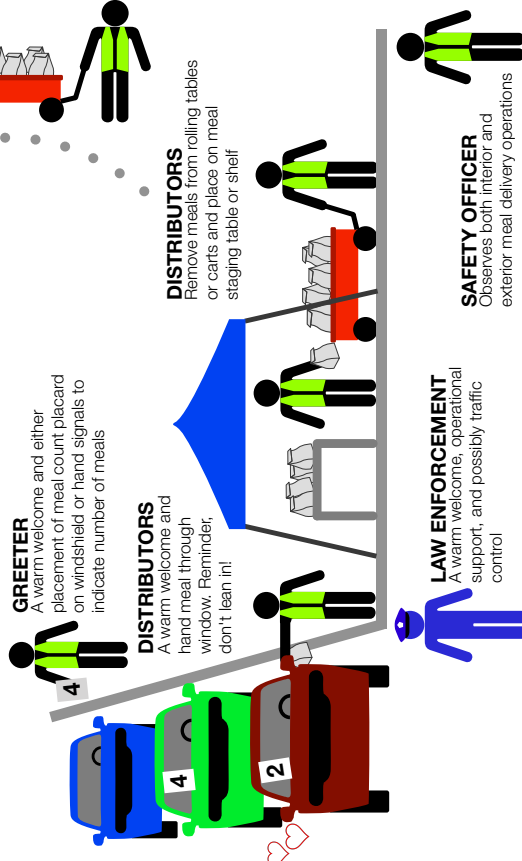 GREETER
A warm welcome and either
placement of meal count placard
on windshield or hand signals to
indicate number of meals
4
DISTRIBUTORS
A warm welcome and
hand meal through
window. Reminder,
don't lean in!
4
2
DISTRIBUTORS
Remove meals from rolling tables
or carts and place on meal
staging table or shelf
LAW ENFORCEMENT
A warm welcome, operational
support, and possibly traffic
control
SAFETY OFFICER
Observes both interior and
exterior meal delivery operations